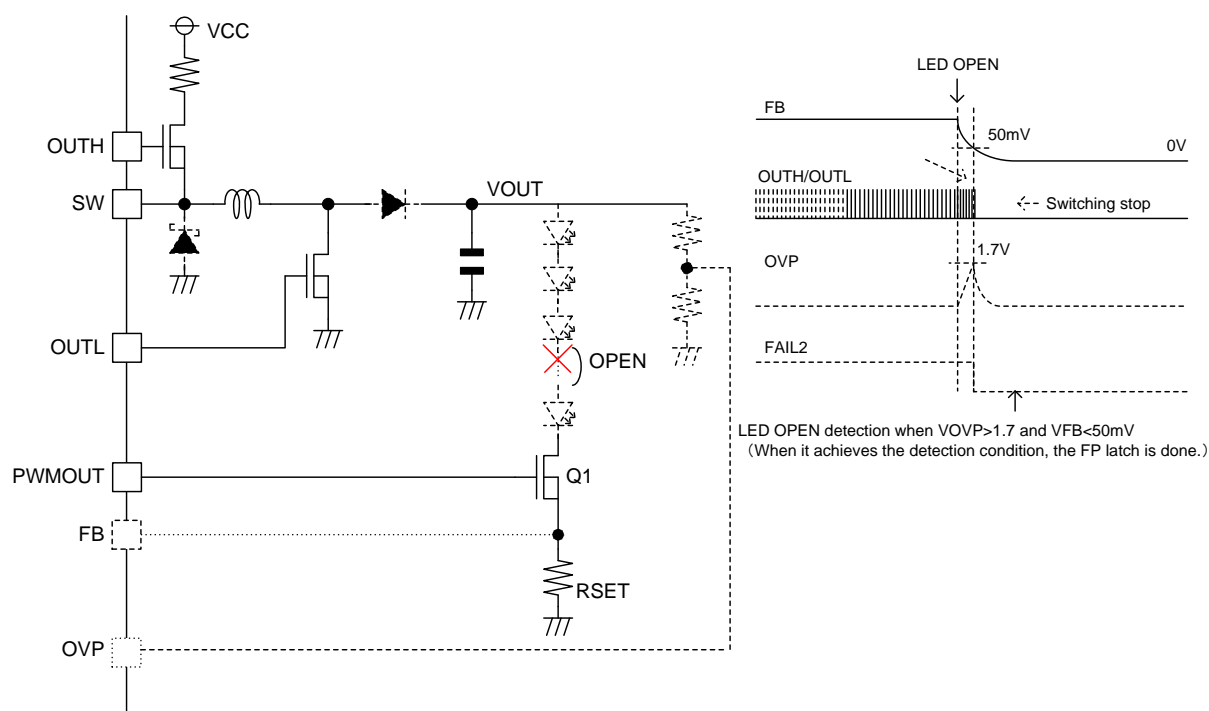 VCC
OUTH
SW
VOUT
OUTL
OPEN
PWMOUT
Q1
FB
RSET
OVP
LED OPEN
FB
50mV
0V
OUTH/OUTL
Switching stop
OVP
1.7V
FAIL2
LED OPEN detection when VOVP>1.7 and VFB<50mV
(When it achieves the detection condition, the FP latch is done.)